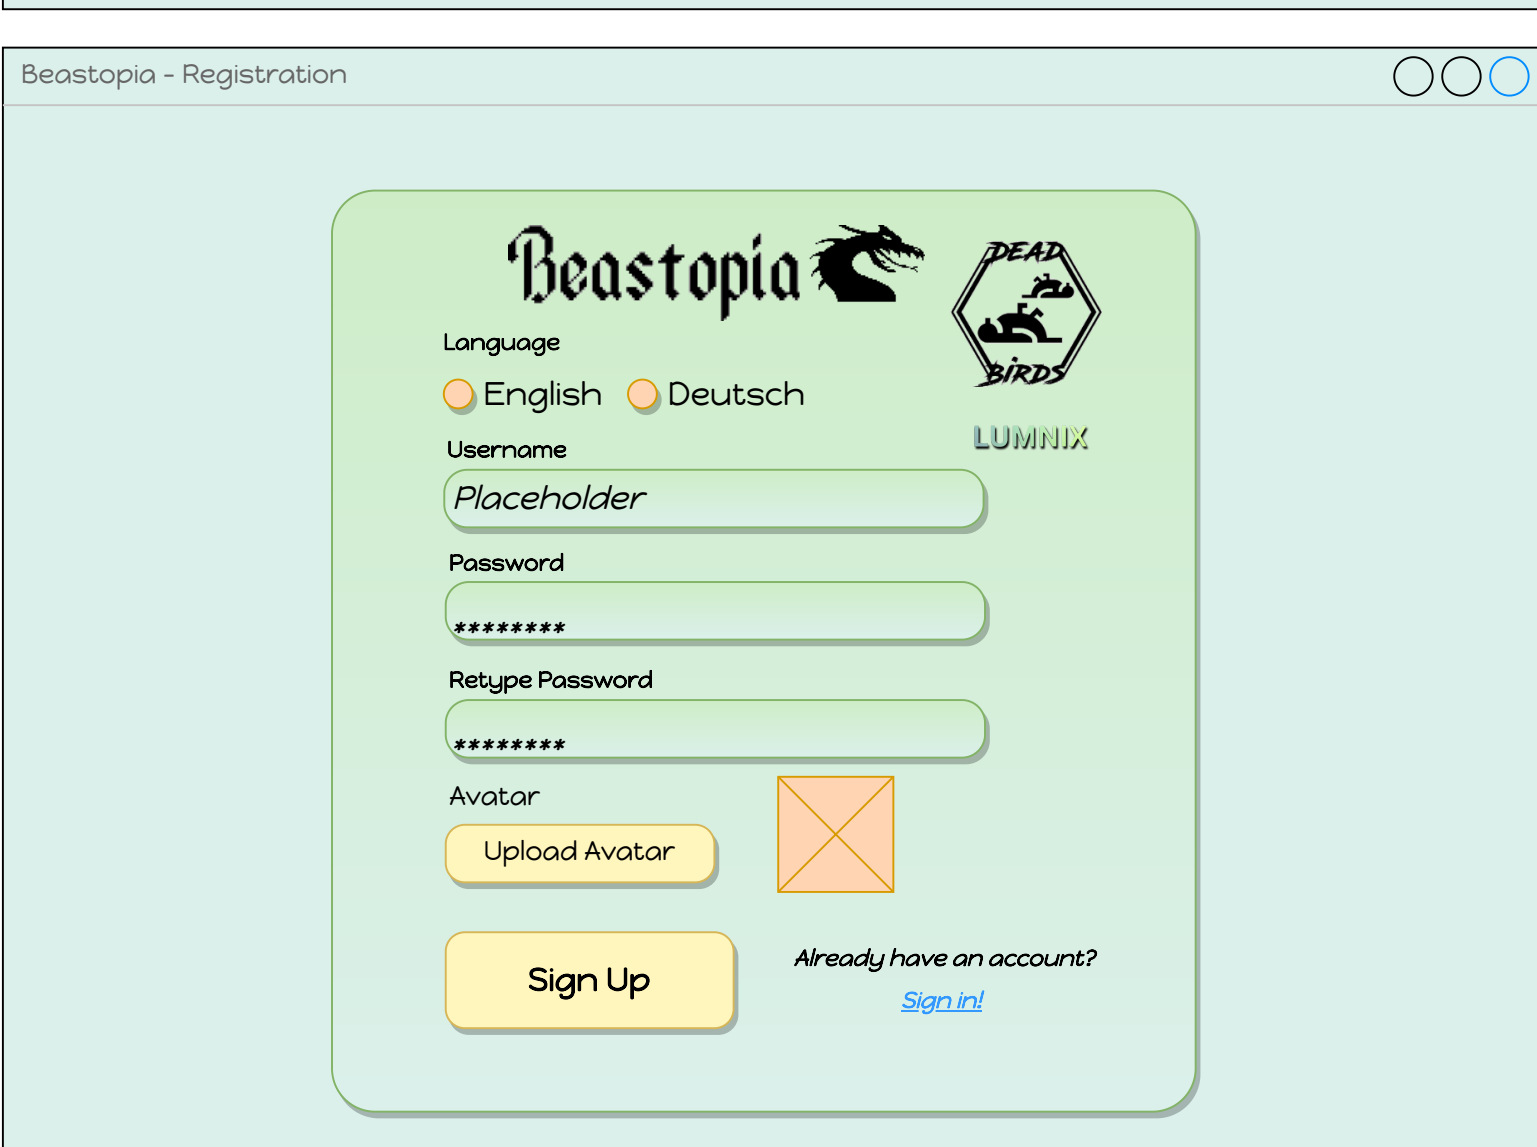 Beastopia - Registration
Beastopia
DEAD
BIRDS
Language
English
Deutsch
LUMNIX
Username
Placeholder
Password
********
Retype Password
********
Avatar
Upload Avatar
Sign Up
Already have an account?
Sign in!